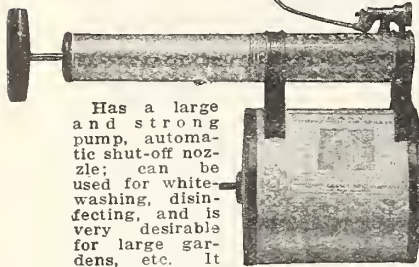 Has a large
and strong
pump, automa-
tic shut-off noz-
zle; can be
used for white-
washing, disin-
fecting, and is
very desirable
for large gar-
dens, etc. It